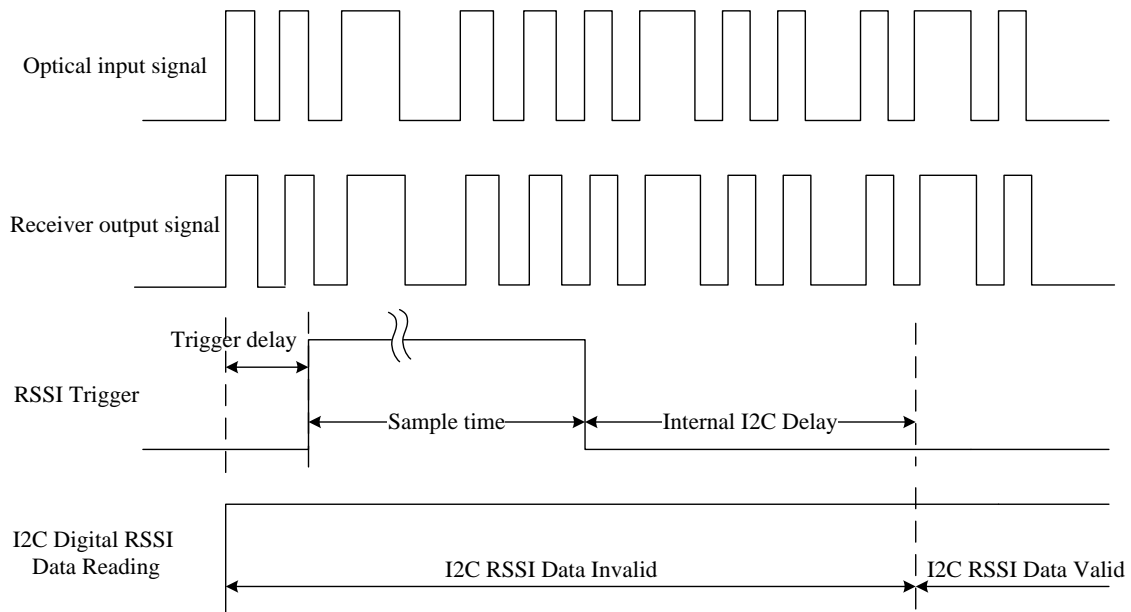 Optical input signal
Receiver output signal
Trigger delay
RSSI Trigger
Sample time
Internal I2C Delay
I2C Digital RSSI
Data Reading
I2C RSSI Data Invalid
I2C RSSI Data Valid